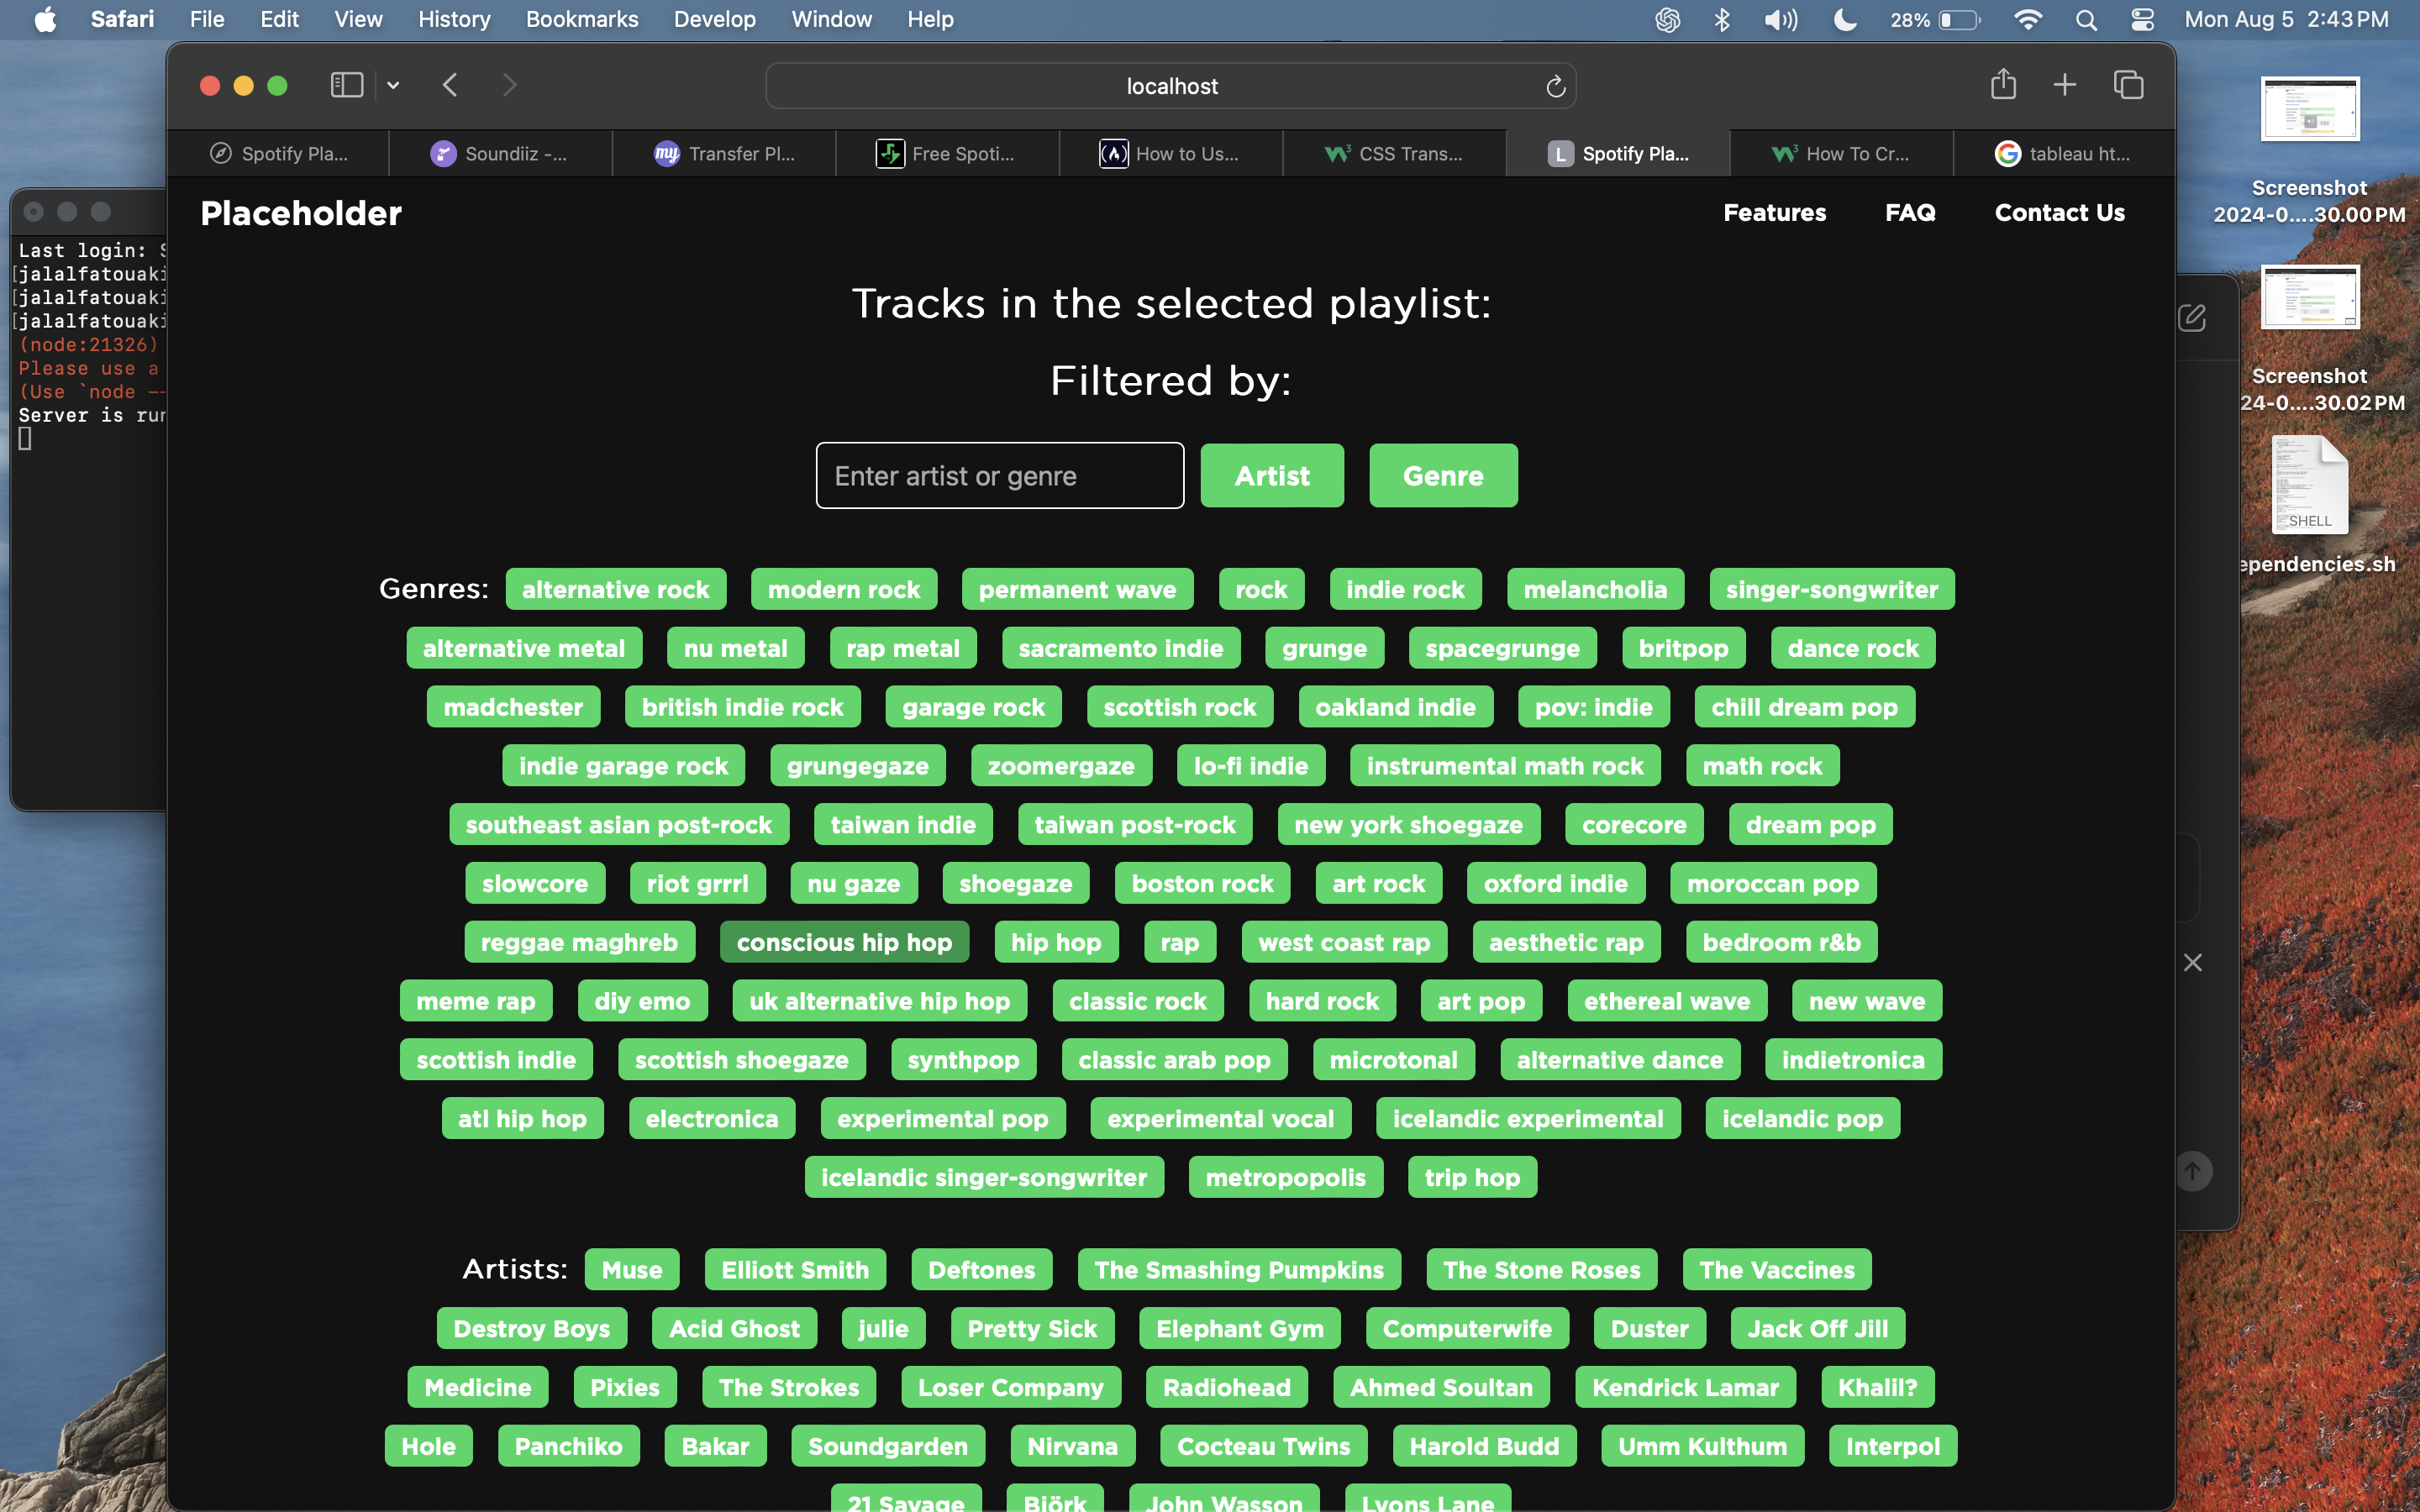 Safari File Edit View History Bookmarks Develop Window Help 28% Mon Aug 5 2:43 PM
localhost
Spotify Pla... Soundiiz -... Transfer Pl... Free Spoti... How to Us... CSS Trans... L Spotify Pla... How To Cr... tableau ht...
Placeholder Features FAQ Contact Us
Tracks in the selected playlist:
Filtered by:
Enter artist or genre Artist Genre
Genres: alternative rock modern rock permanent wave rock indie rock melancholia singer-songwriter
alternative metal nu metal rap metal sacramento indie grunge spacegrunge britpop dance rock
madchester british indie rock garage rock scottish rock oakland indie pov: indie chill dream pop
indie garage rock grungegaze zoomergaze lo-fi indie instrumental math rock math rock
southeast asian post-rock taiwan indie taiwan post-rock new york shoegaze corecore dream pop
slowcore riot grrrl nu gaze shoegaze boston rock art rock oxford indie moroccan pop
reggae maghreb conscious hip hop hip hop rap west coast rap aesthetic rap bedroom r&b
meme rap diy emo uk alternative hip hop classic rock hard rock art pop ethereal wave new wave
scottish indie scottish shoegaze synthpop classic arab pop microtonal alternative dance indietronica
atl hip hop electronica experimental pop experimental vocal icelandic experimental icelandic pop
icelandic singer-songwriter metropopolis trip hop
Artists: Muse Elliott Smith Deftones The Smashing Pumpkins The Stone Roses The Vaccines
Destroy Boys Acid Ghost julie Pretty Sick Elephant Gym Computerwife Duster Jack Off Jill
Medicine Pixies The Strokes Loser Company Radiohead Ahmed Soultan Kendrick Lamar Khalil?
Hole Panchiko Bakar Soundgarden Nirvana Cocteau Twins Harold Budd Umm Kulthum Interpol
21 Savage Björk John Wasson Lyons Lane
Last login: S
[jalalfatouaki
[jalalfatouaki
[jalalfatouaki
(node:21326)
Please use a
(Use `node --
Server is run
Screenshot
2024-0....30.00 PM
Screenshot
24-0....30.02 PM
SHELL
ependencies.sh